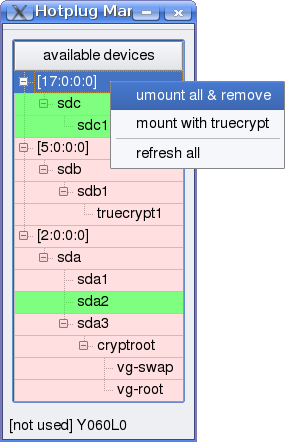 Hotplug Mar
available devices
[17:0:0:0]
sdc
sdc1
umount all & remove
mount with truecrypt
refresh all
[5:0:0:0]
sdb
sdb1
truecrypt1
[2:0:0:0]
sda
sda1
sda2
sda3
cryptroot
vg-swap
vg-root
[not used] Y060L0